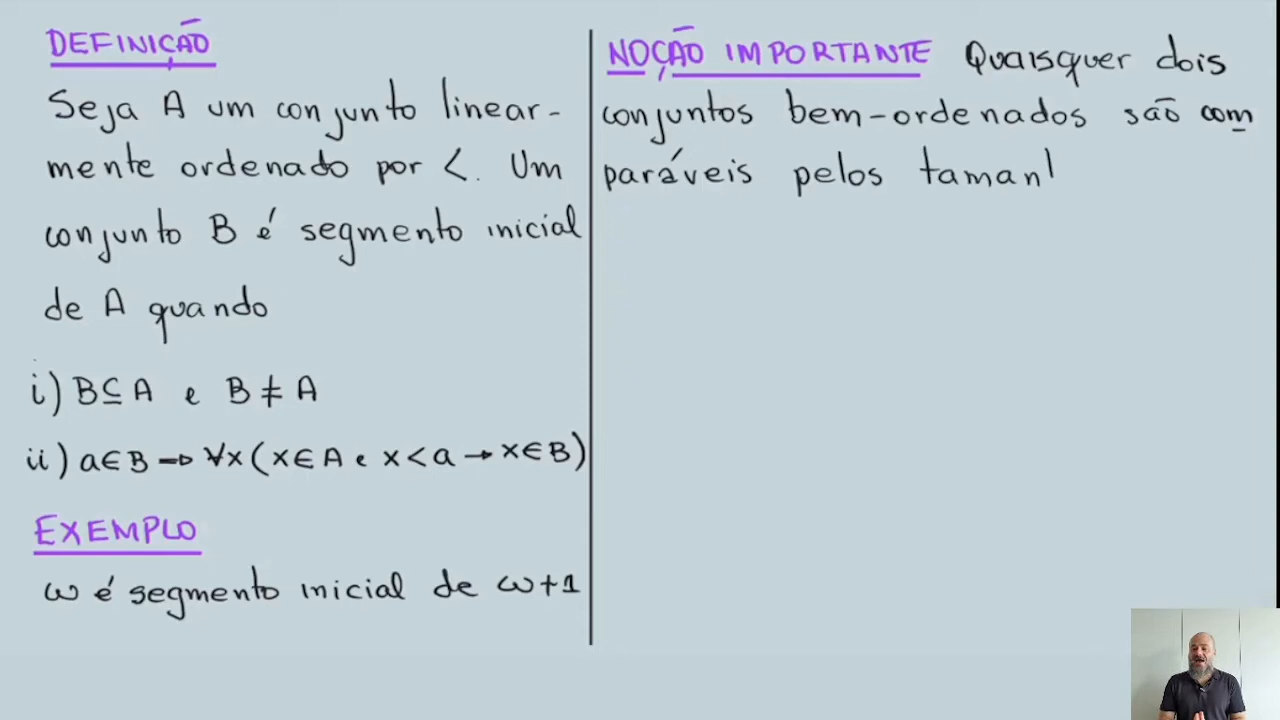 DEFINIÇÃO
Seja A um conjunto linear-
mente ordenado por <. Um
conjunto B é segmento inicial
de A quando
i) B⊆A e B≠A
ii) a∈B → ∀x(x∈A e x<a → x∈B)
EXEMPLO
ω é segmento inicial de ω+1
NOÇÃO IMPORTANTE Quaisquer dois
conjuntos bem-ordenados são com
paráveis pelos taman